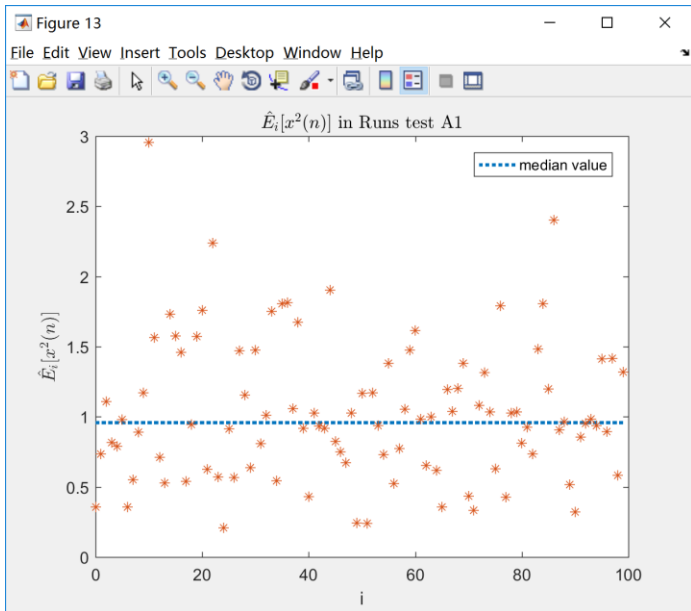 Figure 13
File Edit View Insert Tools Desktop Window Help
Ê_i[x²(n)] in Runs test A1
median value
3
2.5
2
1.5
1
0.5
0
Ê_i[x²(n)]
0 20 40 60 80 100
i